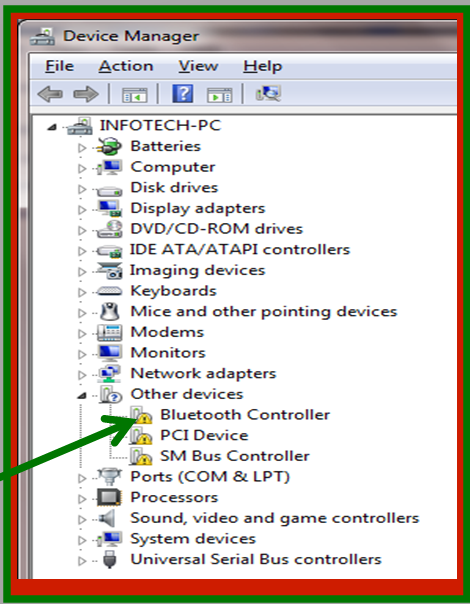 Device Manager
File Action View Help
INFOTECH-PC
Batteries
Computer
Disk drives
Display adapters
DVD/CD-ROM drives
IDE ATA/ATAPI controllers
Imaging devices
Keyboards
Mice and other pointing devices
Modems
Monitors
Network adapters
Other devices
Bluetooth Controller
PCI Device
SM Bus Controller
Ports (COM & LPT)
Processors
Sound, video and game controllers
System devices
Universal Serial Bus controllers